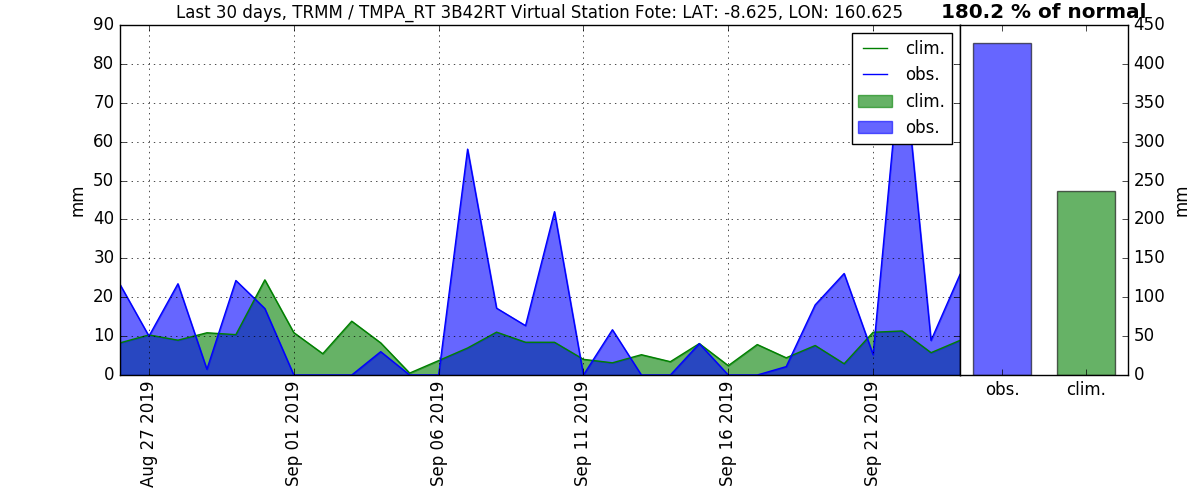 Last 30 days, TRMM / TMPA_RT 3B42RT Virtual Station Fote: LAT: -8.625, LON: 160.625
180.2 % of normal
90
80
70
60
50
40
30
20
10
0
mm
clim.
obs.
clim.
obs.
450
400
350
300
250
200
150
100
50
0
mm
obs.
clim.
Aug 27 2019
Sep 01 2019
Sep 06 2019
Sep 11 2019
Sep 16 2019
Sep 21 2019